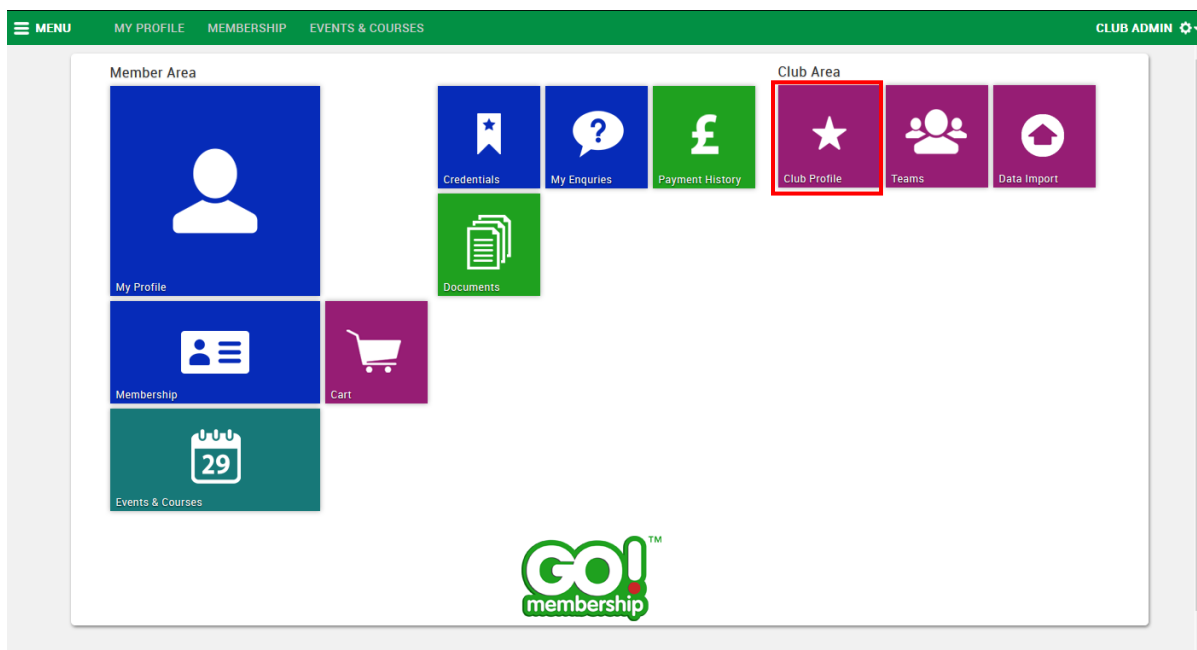 MENU MY PROFILE MEMBERSHIP EVENTS & COURSES CLUB ADMIN
Member Area
Club Area
My Profile
Credentials
My Enquries
Payment History
Club Profile
Teams
Data Import
Documents
Membership
Cart
29
Events & Courses
GO!™
membership